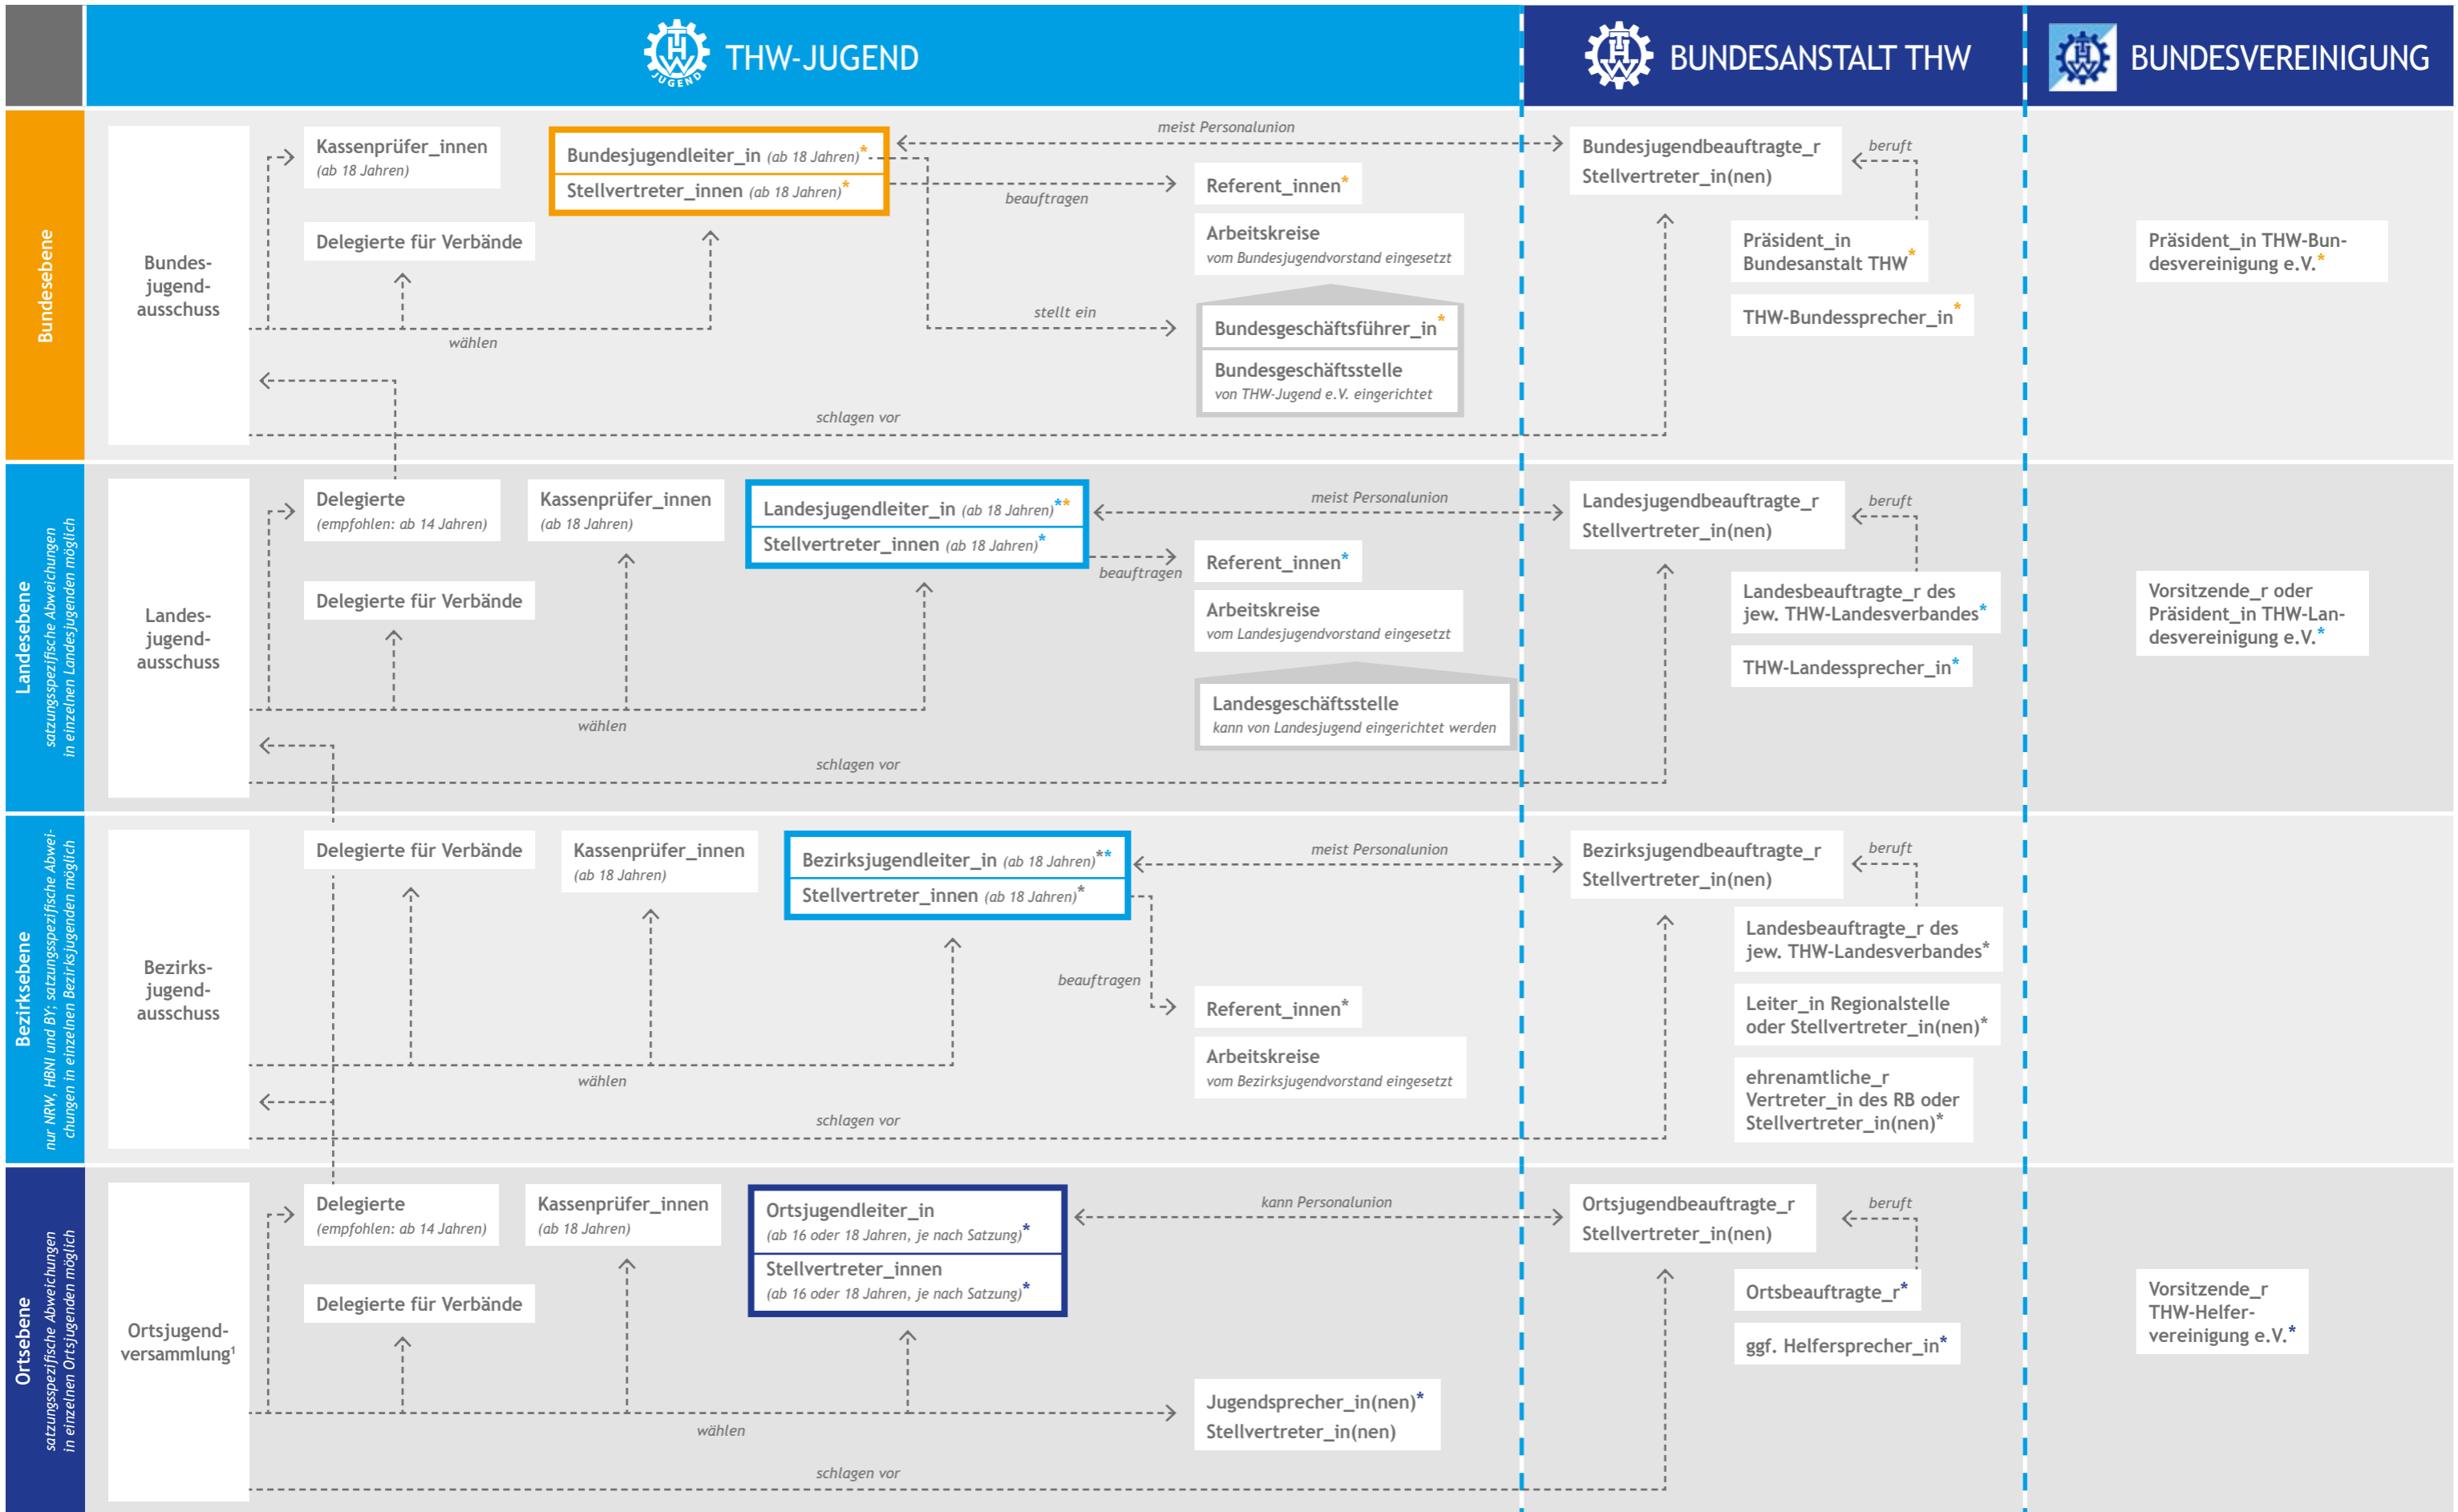 THW
JUGEND
THW-JUGEND
THW
BUNDESANSTALT THW
THW
BUNDESVEREINIGUNG
Bundesebene
Bundes-
jugend-
ausschuss
Kassenprüfer_innen
(ab 18 Jahren)
Delegierte für Verbände
wählen
Bundesjugendleiter_in (ab 18 Jahren)*
Stellvertreter_innen (ab 18 Jahren)*
meist Personalunion
beauftragen
Referent_innen*
Arbeitskreise
vom Bundesjugendvorstand eingesetzt
stellt ein
Bundesgeschäftsführer_in*
Bundesgeschäftsstelle
von THW-Jugend e.V. eingerichtet
schlagen vor
Bundesjugendbeauftragte_r
Stellvertreter_in(nen)
beruft
Präsident_in
Bundesanstalt THW*
THW-Bundessprecher_in*
Präsident_in THW-Bun-
desvereinigung e.V.*
Landesebene
satzungsspezifische Abweichungen
in einzelnen Landesjugenden möglich
Landes-
jugend-
ausschuss
Delegierte
(empfohlen: ab 14 Jahren)
Kassenprüfer_innen
(ab 18 Jahren)
Delegierte für Verbände
wählen
Landesjugendleiter_in (ab 18 Jahren)**
Stellvertreter_innen (ab 18 Jahren)*
meist Personalunion
beauftragen
Referent_innen*
Arbeitskreise
vom Landesjugendvorstand eingesetzt
Landesgeschäftsstelle
kann von Landesjugend eingerichtet werden
schlagen vor
Landesjugendbeauftragte_r
Stellvertreter_in(nen)
beruft
Landesbeauftragte_r des
jew. THW-Landesverbandes*
THW-Landessprecher_in*
Vorsitzende_r oder
Präsident_in THW-Lan-
desvereinigung e.V.*
Bezirksebene
nur NRW, HBNI und BY; satzungsspezifische Abwei-
chungen in einzelnen Bezirksjugenden möglich
Bezirks-
jugend-
ausschuss
Delegierte für Verbände
Kassenprüfer_innen
(ab 18 Jahren)
wählen
Bezirksjugendleiter_in (ab 18 Jahren)**
Stellvertreter_innen (ab 18 Jahren)*
meist Personalunion
beauftragen
Referent_innen*
Arbeitskreise
vom Bezirksjugendvorstand eingesetzt
schlagen vor
Bezirksjugendbeauftragte_r
Stellvertreter_in(nen)
beruft
Landesbeauftragte_r des
jew. THW-Landesverbandes*
Leiter_in Regionalstelle
oder Stellvertreter_in(nen)*
ehrenamtliche_r
Vertreter_in des RB oder
Stellvertreter_in(nen)*
Ortsebene
satzungsspezifische Abweichungen
in einzelnen Ortsjugenden möglich
Ortsjugend-
versammlung¹
Delegierte
(empfohlen: ab 14 Jahren)
Kassenprüfer_innen
(ab 18 Jahren)
Delegierte für Verbände
wählen
Ortsjugendleiter_in
(ab 16 oder 18 Jahren, je nach Satzung)*
Stellvertreter_innen
(ab 16 oder 18 Jahren, je nach Satzung)*
kann Personalunion
Jugendsprecher_in(nen)*
Stellvertreter_in(nen)
schlagen vor
Ortsjugendbeauftragte_r
Stellvertreter_in(nen)
beruft
Ortsbeauftragte_r*
ggf. Helfersprecher_in*
Vorsitzende_r
THW-Helfer-
vereinigung e.V.*